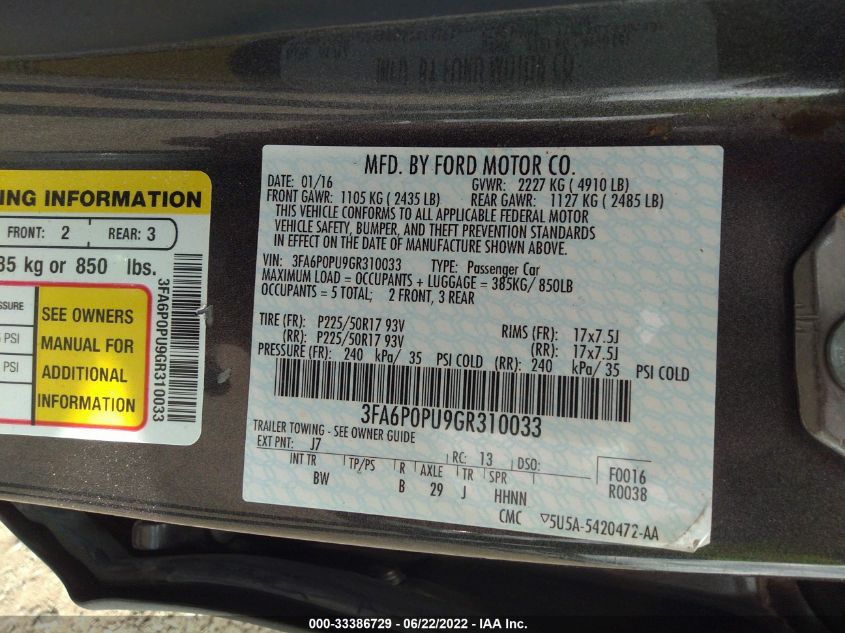 MFD. BY FORD MOTOR CO.
DATE: 01/16 GVWR: 2227 KG ( 4910 LB)
FRONT GAWR: 1105 KG ( 2435 LB) REAR GAWR: 1127 KG ( 2485 LB)
THIS VEHICLE CONFORMS TO ALL APPLICABLE FEDERAL MOTOR
VEHICLE SAFETY, BUMPER, AND THEFT PREVENTION STANDARDS
IN EFFECT ON THE DATE OF MANUFACTURE SHOWN ABOVE.
VIN: 3FA6P0PU9GR310033 TYPE: Passenger Car
MAXIMUM LOAD = OCCUPANTS + LUGGAGE = 385KG/ 850LB
OCCUPANTS = 5 TOTAL; 2 FRONT, 3 REAR
TIRE (FR): P225/50R17 93V RIMS (FR): 17x7.5J
(RR): P225/50R17 93V (RR): 17x7.5J
PRESSURE (FR): 240 kPa/ 35 PSI COLD (RR): 240 kPa/ 35 PSI COLD
3FA6P0PU9GR310033
TRAILER TOWING - SEE OWNER GUIDE
EXT PNT: J7 RC: 13 DSO: F0016
INT TR TP/PS R AXLE TR SPR R0038
BW B 29 J HHNN
CMC ▽5U5A-5420472-AA
ING INFORMATION
FRONT: 2 REAR: 3
85 kg or 850 lbs.
SSURE
PSI
PSI
SEE OWNERS
MANUAL FOR
ADDITIONAL
INFORMATION
3FA6P0PU9GR310033
000-33386729 - 06/22/2022 - IAA Inc.